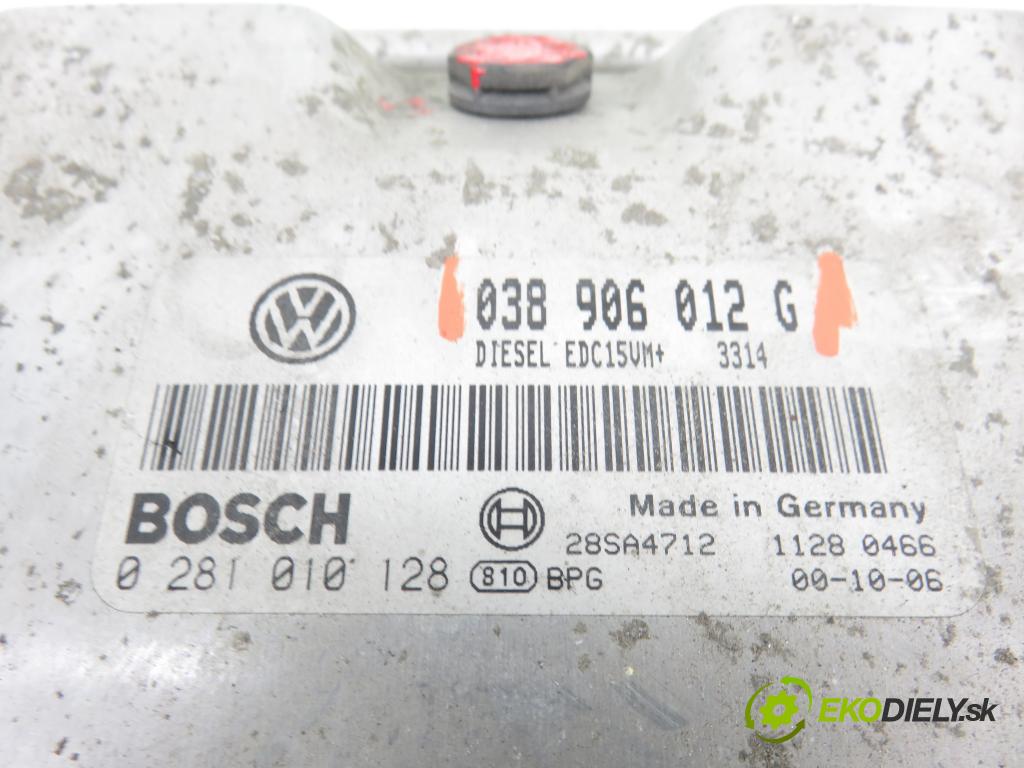 038 906 012 G
DIESEL EDC15VM+ 3314
BOSCH
Made in Germany
28SA4712 1128 0466
0 281 010 128 810 BPG 00-10-06
EKODIELY.sk